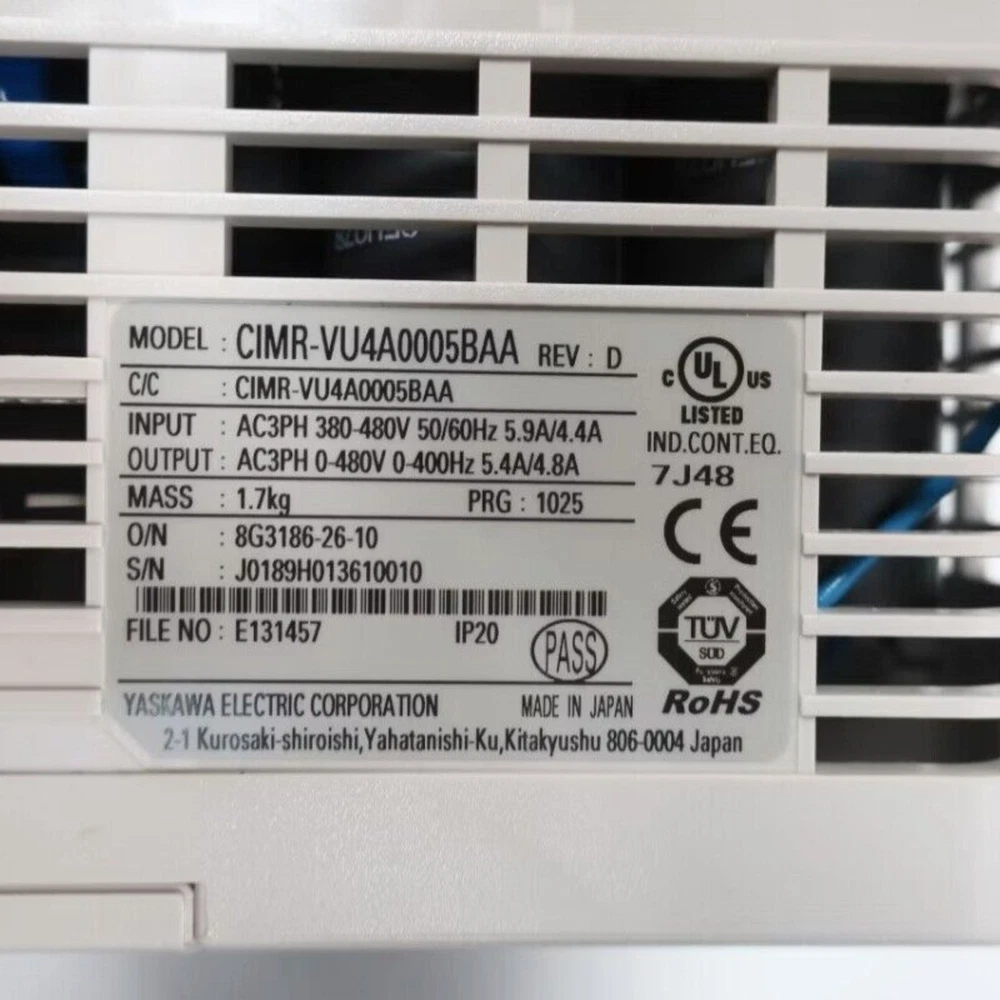 MODEL : CIMR-VU4A0005BAA REV : D
C/C : CIMR-VU4A0005BAA
INPUT : AC3PH 380-480V 50/60Hz 5.9A/4.4A
OUTPUT : AC3PH 0-480V 0-400Hz 5.4A/4.8A
MASS : 1.7kg PRG : 1025
O/N : 8G3186-26-10
S/N : J0189H013610010
FILE NO : E131457 IP20 PASS
YASKAWA ELECTRIC CORPORATION MADE IN JAPAN
2-1 Kurosaki-shiroishi,Yahatanishi-Ku,Kitakyushu 806-0004 Japan
C UL US
LISTED
IND.CONT.EQ.
7J48
CE
TÜV
SÜD
RoHS